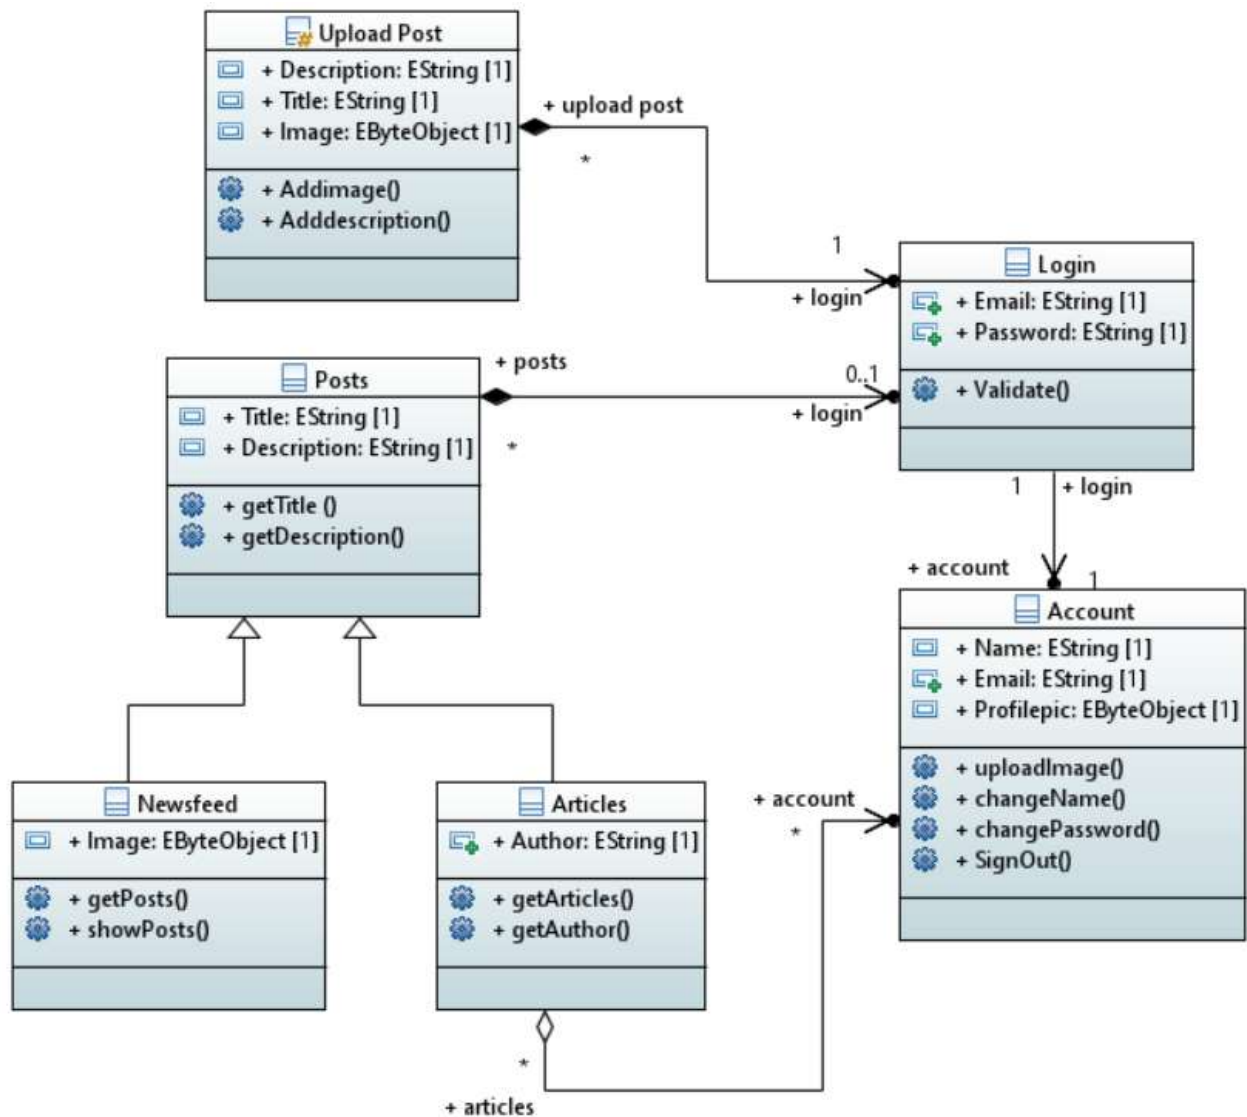 Upload Post
+ Description: EString [1]
+ Title: EString [1]
+ Image: EByteObject [1]
+ Addimage()
+ Adddescription()
+ upload post
*
1
+ login
Login
+ Email: EString [1]
+ Password: EString [1]
+ Validate()
Posts
+ Title: EString [1]
+ Description: EString [1]
+ getTitle ()
+ getDescription()
+ posts
*
0..1
+ login
1
+ login
+ account
1
Account
+ Name: EString [1]
+ Email: EString [1]
+ Profilepic: EByteObject [1]
+ uploadImage()
+ changeName()
+ changePassword()
+ SignOut()
Newsfeed
+ Image: EByteObject [1]
+ getPosts()
+ showPosts()
Articles
+ Author: EString [1]
+ getArticles()
+ getAuthor()
+ account
*
*
+ articles